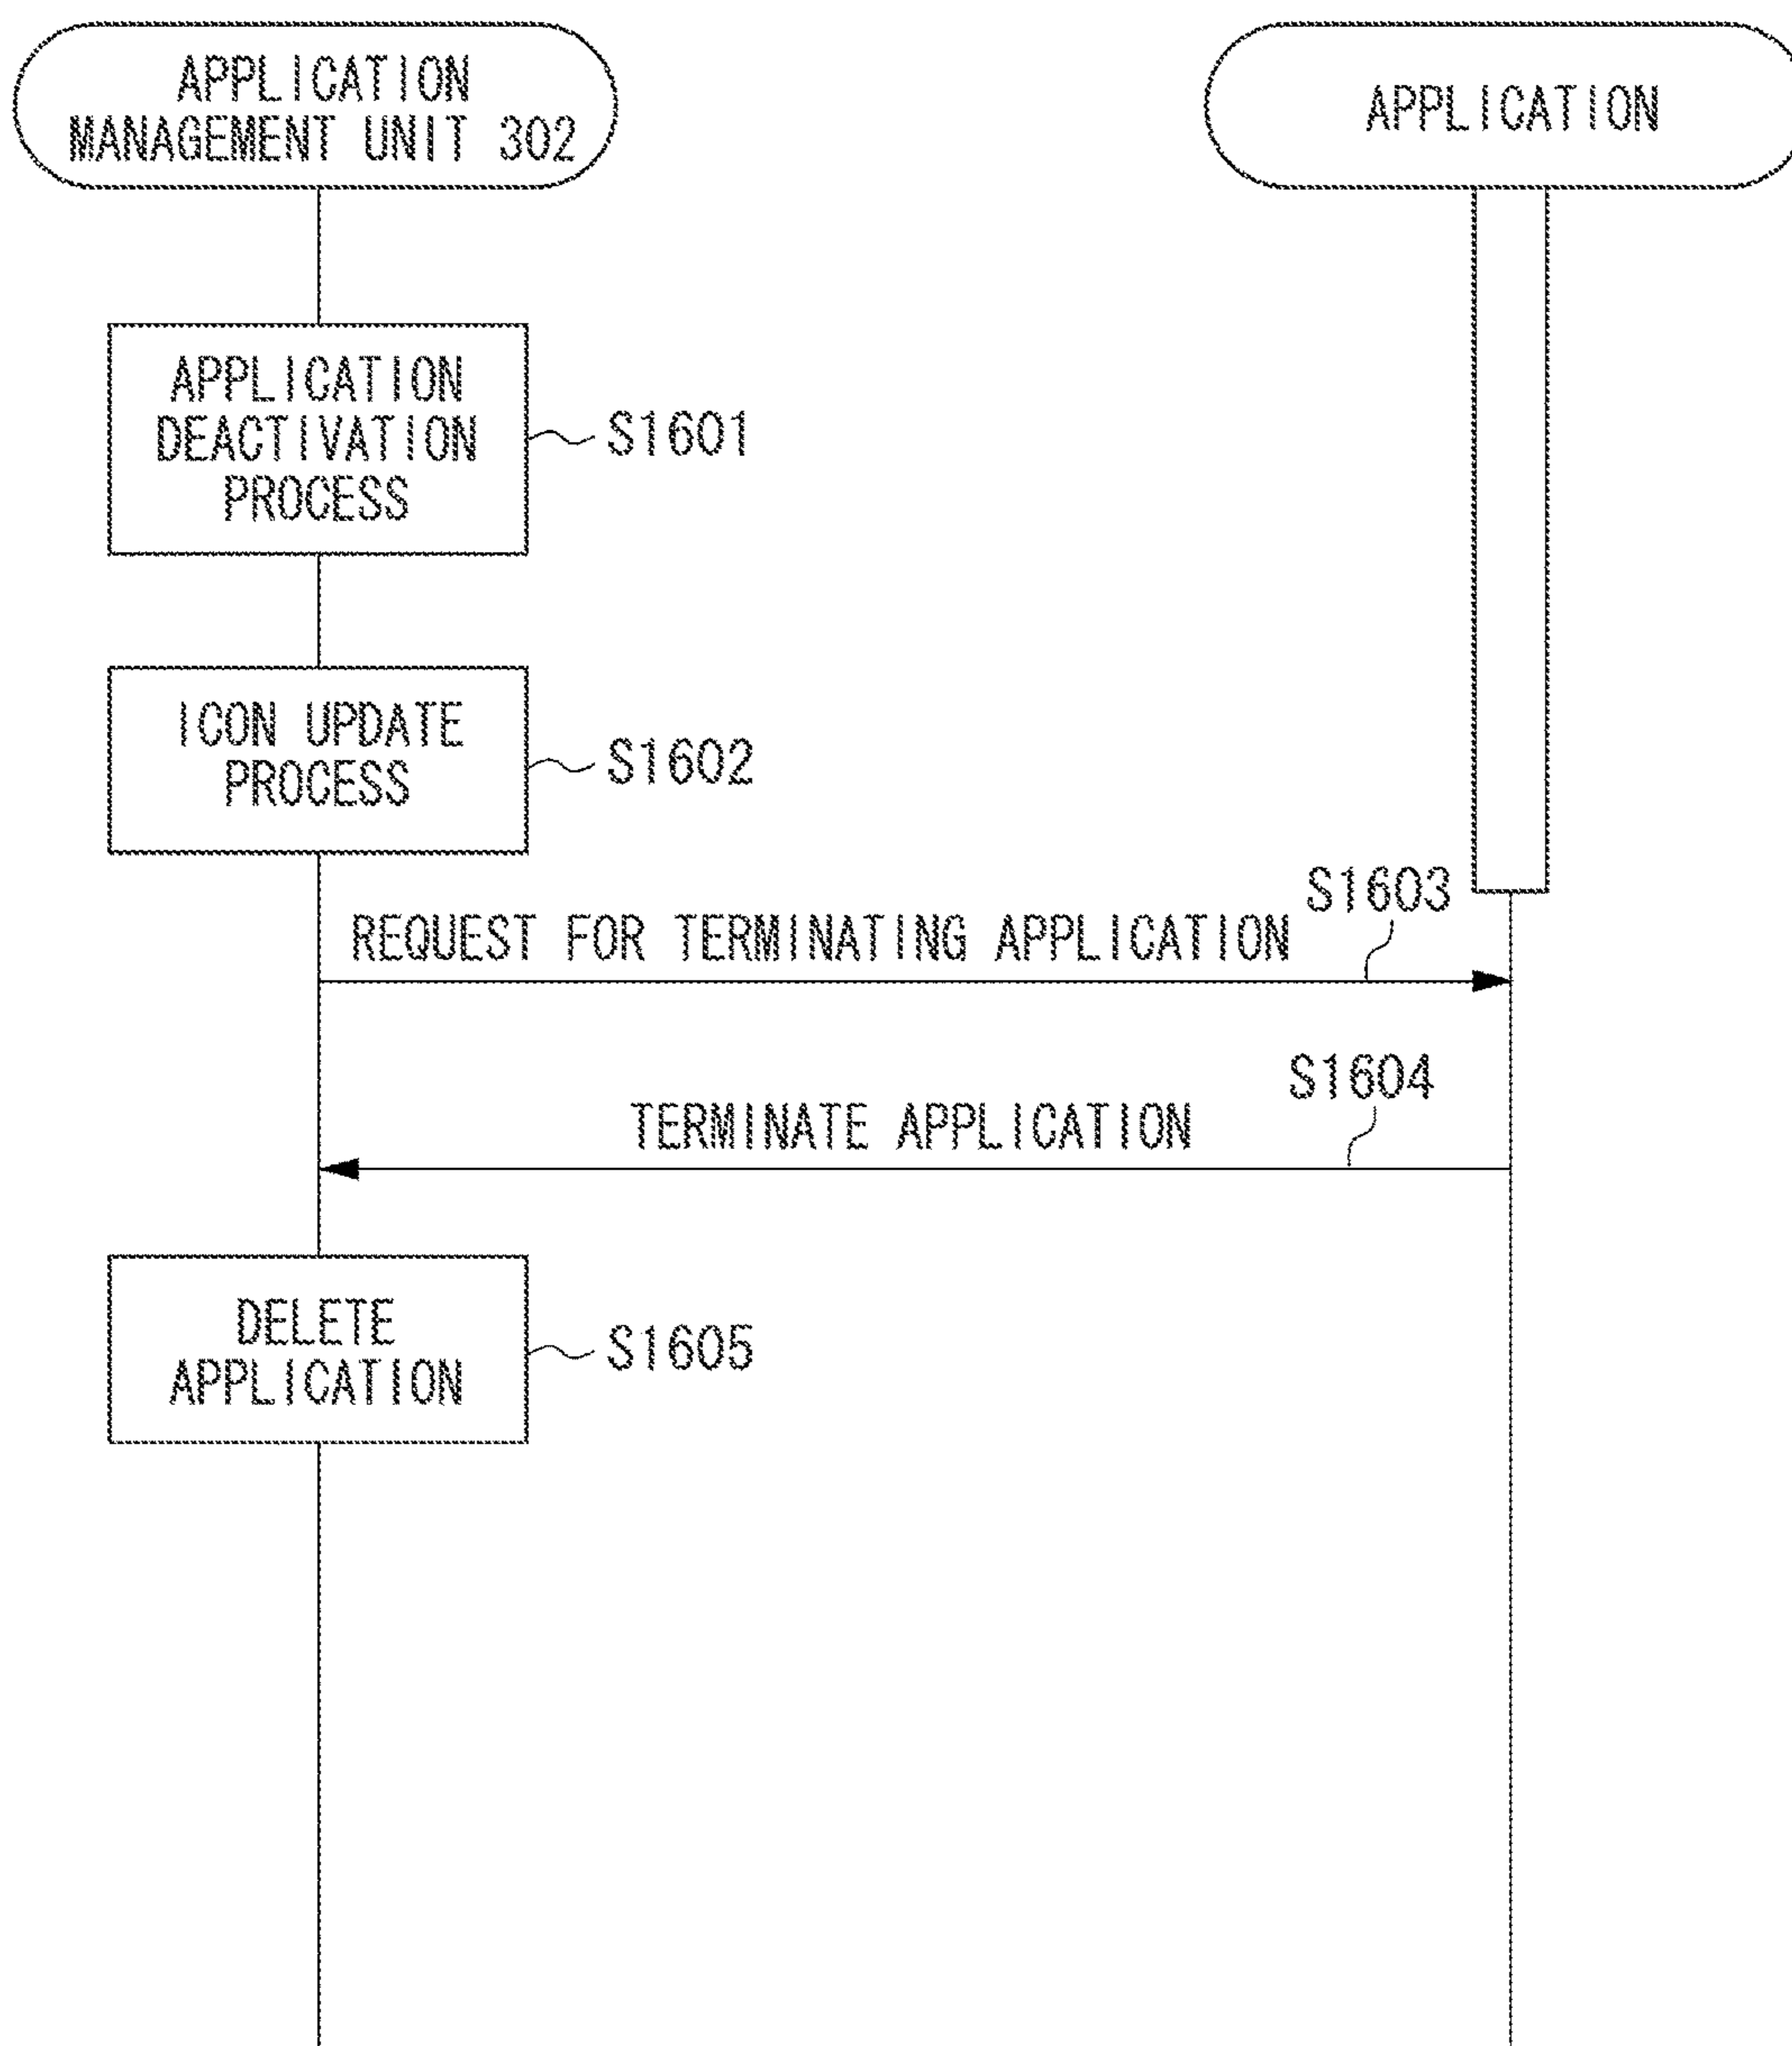 APPLICATION
MANAGEMENT UNIT 302
APPLICATION
APPLICATION
DEACTIVATION
PROCESS
S1601
ICON UPDATE
PROCESS
S1602
S1603
REQUEST FOR TERMINATING APPLICATION
S1604
TERMINATE APPLICATION
DELETE
APPLICATION
S1605